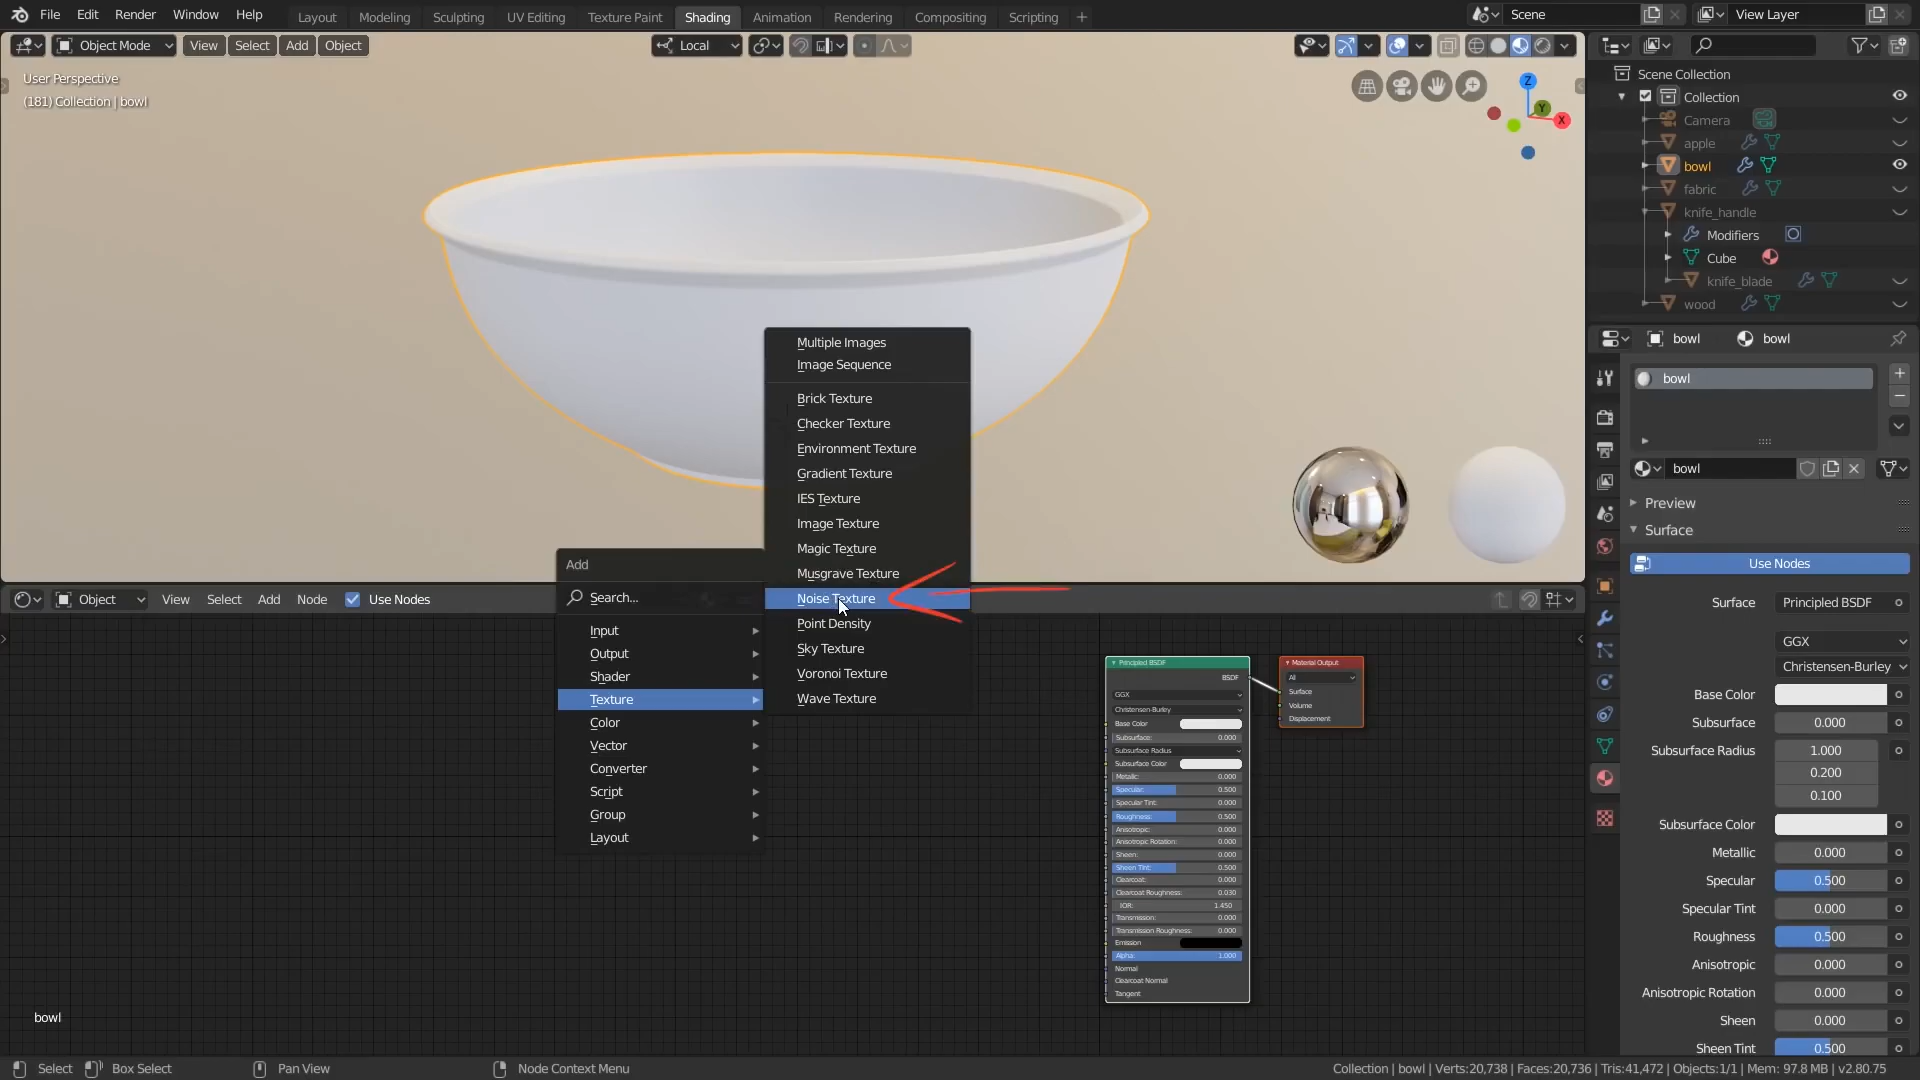 File Edit Render Window Help Layout Modeling Sculpting UV Editing Texture Paint Shading Animation Rendering Compositing Scripting + Scene View Layer
Object Mode View Select Add Object Local
User Perspective
(181) Collection | bowl
Z
Y
X
Scene Collection
Collection
Camera
apple
bowl
fabric
knife_handle
Modifiers
Cube
knife_blade
wood
Multiple Images
Image Sequence
Brick Texture
Checker Texture
Environment Texture
Gradient Texture
IES Texture
Image Texture
Magic Texture
Musgrave Texture
Noise Texture
Point Density
Sky Texture
Voronoi Texture
Wave Texture
Add
Search...
Input
Output
Shader
Texture
Color
Vector
Converter
Script
Group
Layout
Object View Select Add Node Use Nodes
Principled BSDF
BSDF
GGX
Christensen-Burley
Base Color
Subsurface: 0.000
Subsurface Radius
Subsurface Color
Metallic: 0.000
Specular: 0.500
Specular Tint: 0.000
Roughness: 0.500
Anisotropic: 0.000
Anisotropic Rotation: 0.000
Sheen: 0.000
Sheen Tint: 0.500
Clearcoat: 0.000
Clearcoat Roughness: 0.030
IOR: 1.450
Transmission: 0.000
Transmission Roughness: 0.000
Emission
Alpha: 1.000
Normal
Clearcoat Normal
Tangent
Material Output
All
Surface
Volume
Displacement
bowl bowl
bowl
bowl
Preview
Surface
Use Nodes
Surface Principled BSDF
GGX
Christensen-Burley
Base Color
Subsurface 0.000
Subsurface Radius 1.000
0.200
0.100
Subsurface Color
Metallic 0.000
Specular 0.500
Specular Tint 0.000
Roughness 0.500
Anisotropic 0.000
Anisotropic Rotation 0.000
Sheen 0.000
Sheen Tint 0.500
bowl
Select Box Select Pan View Node Context Menu Collection | bowl | Verts:20,738 | Faces:20,736 | Tris:41,472 | Objects:1/1 | Mem: 97.8 MB | v2.80.75